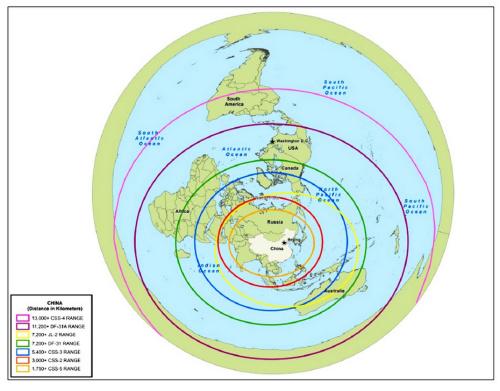 South
America
South
Pacific
Ocean
South
Atlantic
Ocean
Washington D.C.
USA
Atlantic
Ocean
Canada
North
Pacific
Ocean
Africa
South
Pacific
Ocean
Russia
Beijing
China
Indian
Ocean
Australia
CHINA
(Distance in Kilometers)
13,000+ CSS-4 RANGE
11,200+ DF-31A RANGE
7,200+ JL-2 RANGE
7,200+ DF-31 RANGE
5,400+ CSS-3 RANGE
3,000+ CSS-2 RANGE
1,750+ CSS-5 RANGE